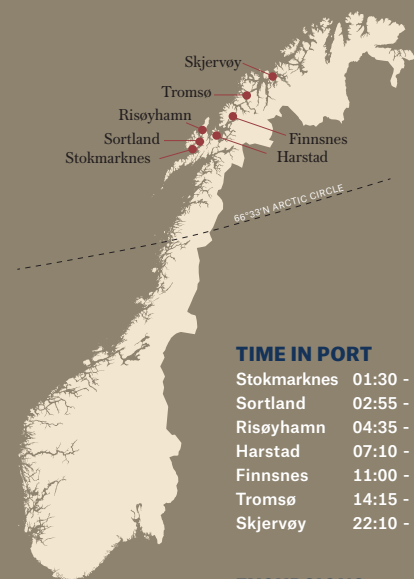 Skjervøy
Tromsø
Risøyhamn
Sortland
Stokmarknes
Finnsnes
Harstad
66°33'N ARCTIC CIRCLE
TIME IN PORT
Stokmarknes 01:30 -
Sortland 02:55 -
Risøyhamn 04:35 -
Harstad 07:10 -
Finnsnes 11:00 -
Tromsø 14:15 -
Skjervøy 22:10 -